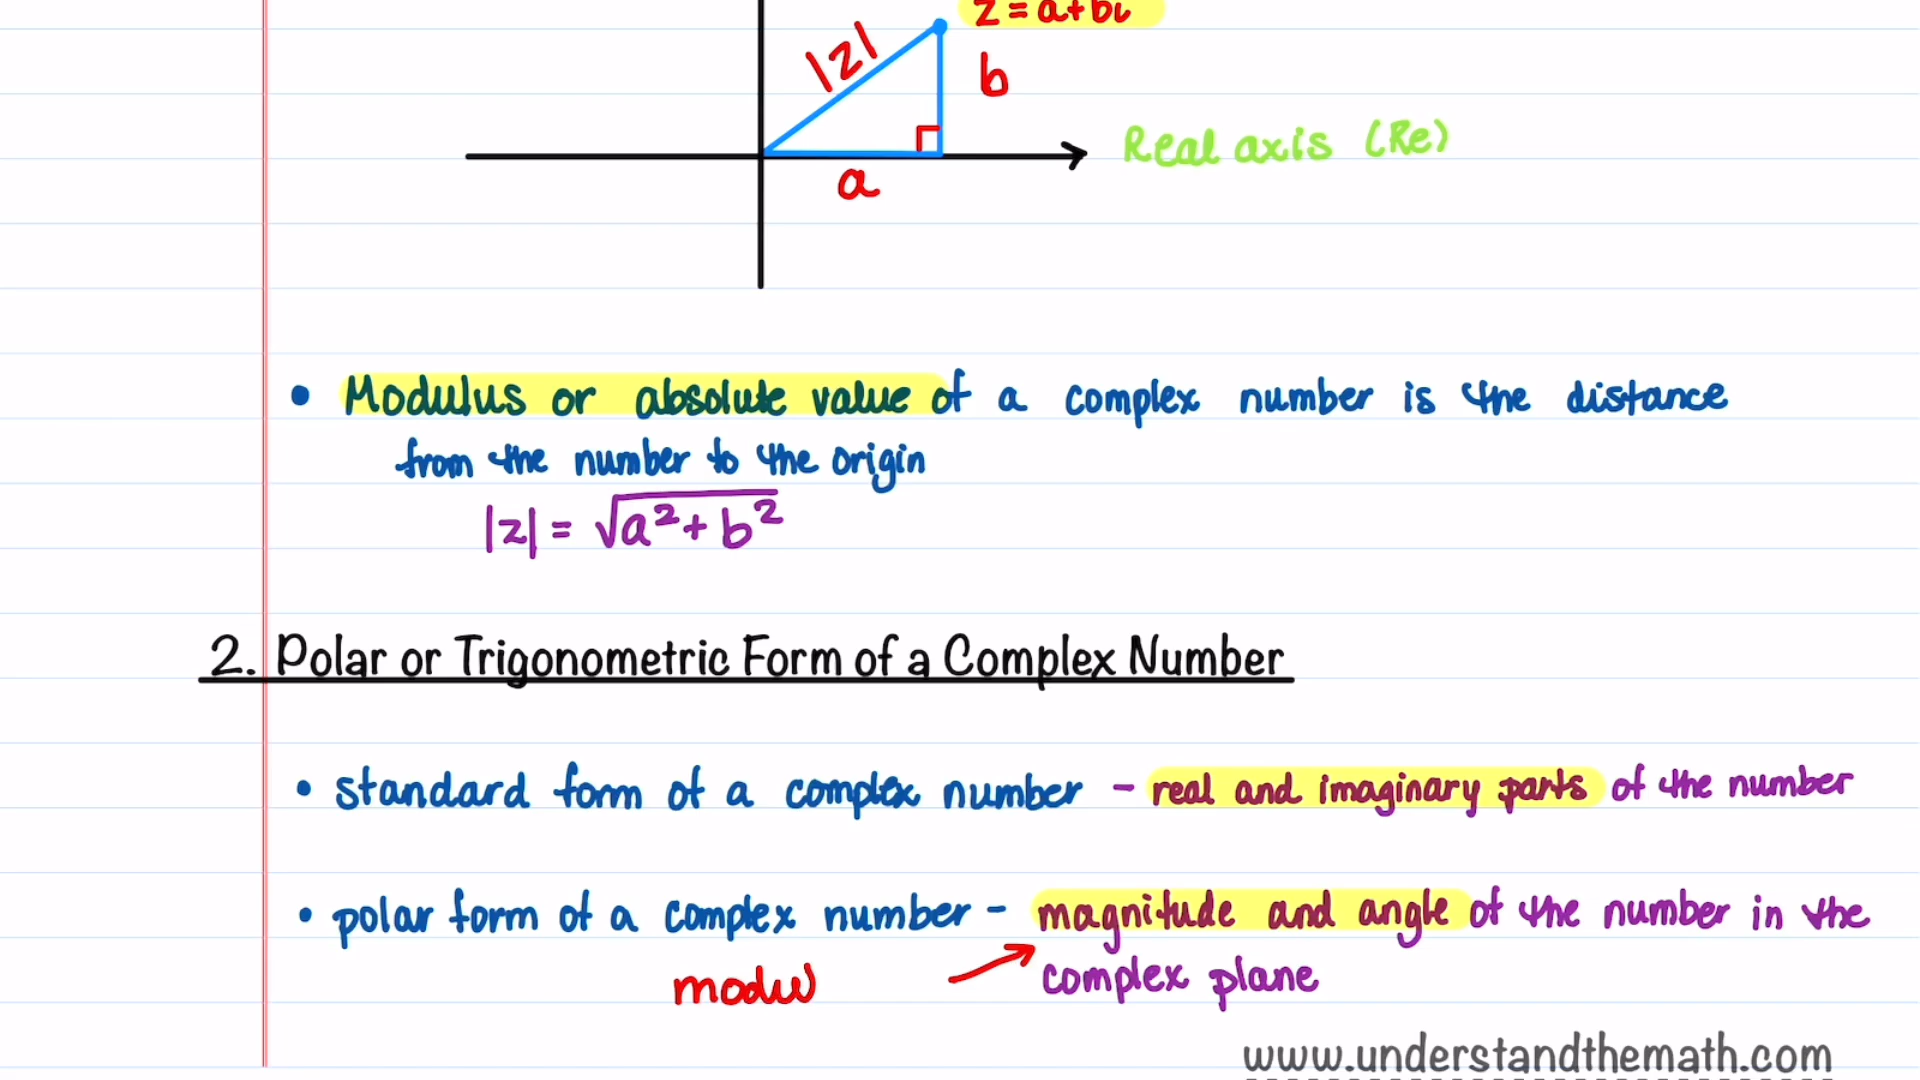 z = a+bi
|z|
b
Real axis (Re)
a
• Modulus or absolute value of a complex number is the distance
from the number to the origin
|z| = √a²+b²
2. Polar or Trigonometric Form of a Complex Number
• standard form of a complex number - real and imaginary parts of the number
• polar form of a complex number - magnitude and angle of the number in the
complex plane
modu
www.understandthemath.com